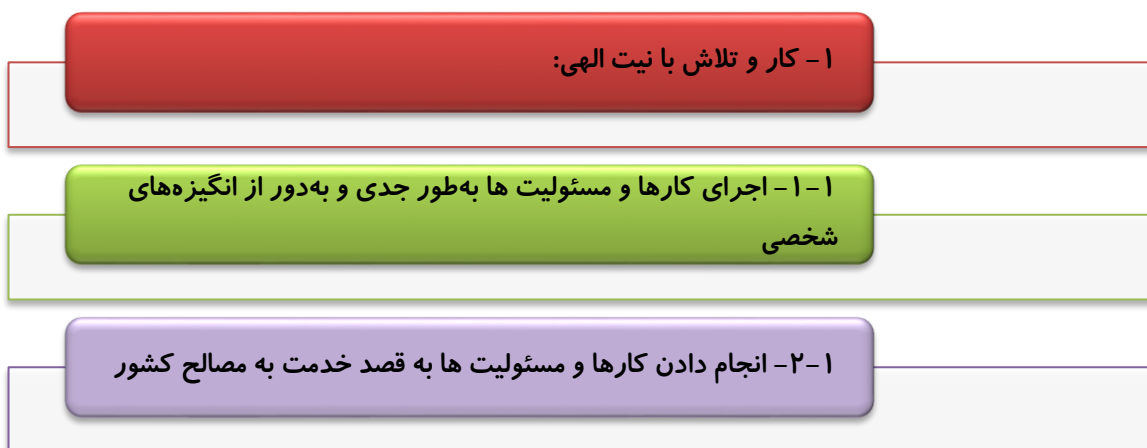 ۱- کار و تلاش با نیت الهی:
۱-۱- اجرای کارها و مسئولیت ها به‌طور جدی و به‌دور از انگیزه‌های
شخصی
۱-۲- انجام دادن کارها و مسئولیت ها به قصد خدمت به مصالح کشور